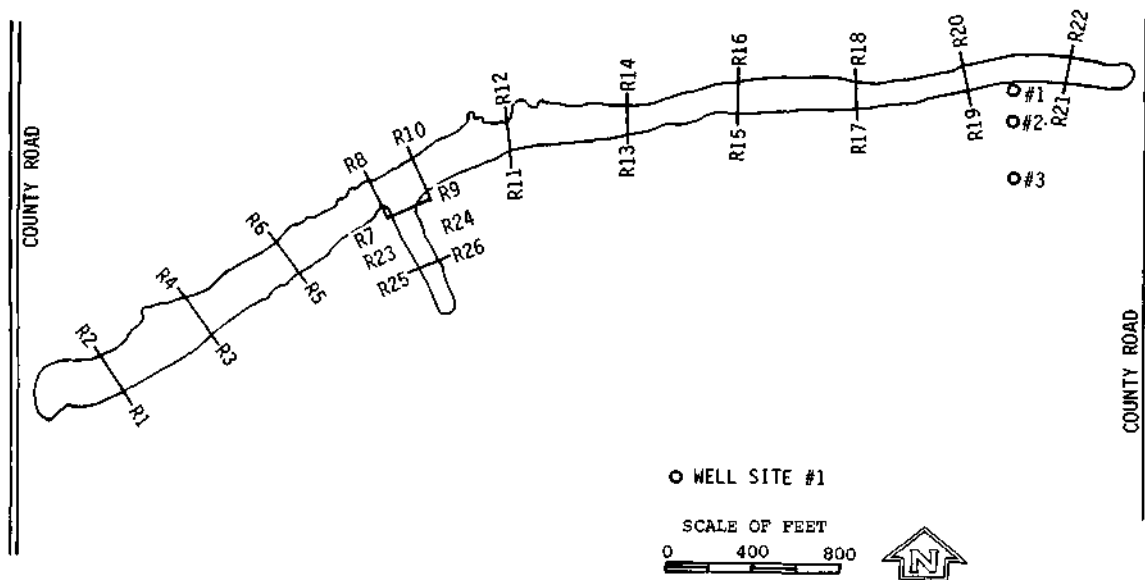 COUNTY ROAD
R2
R1
R4
R3
R6
R5
R8
R7
R23
R25
R10
R9
R24
R26
R12
R11
R14
R13
R16
R15
R18
R17
R20
R19
R22
R21
#1
#2
#3
COUNTY ROAD
WELL SITE #1
SCALE OF FEET
0 400 800
N